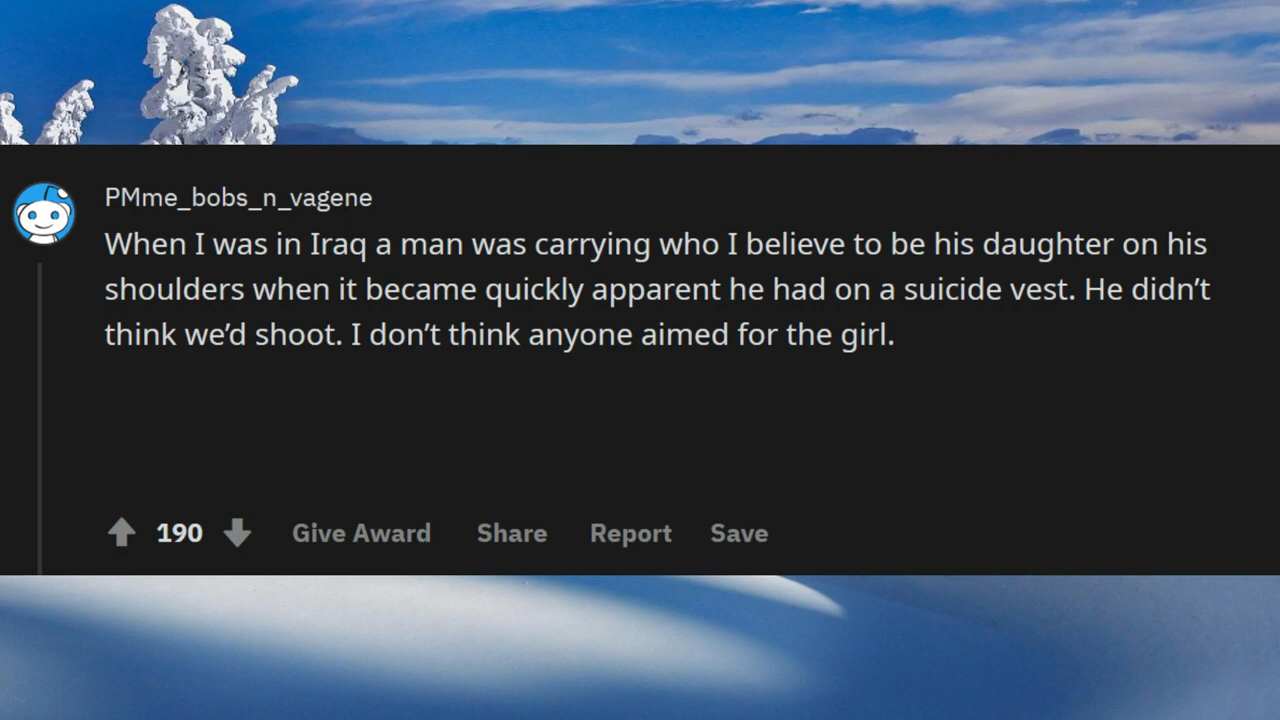 PMme_bobs_n_vagene
When I was in Iraq a man was carrying who I believe to be his daughter on his
shoulders when it became quickly apparent he had on a suicide vest. He didn’t
think we’d shoot. I don’t think anyone aimed for the girl.
190 Give Award Share Report Save